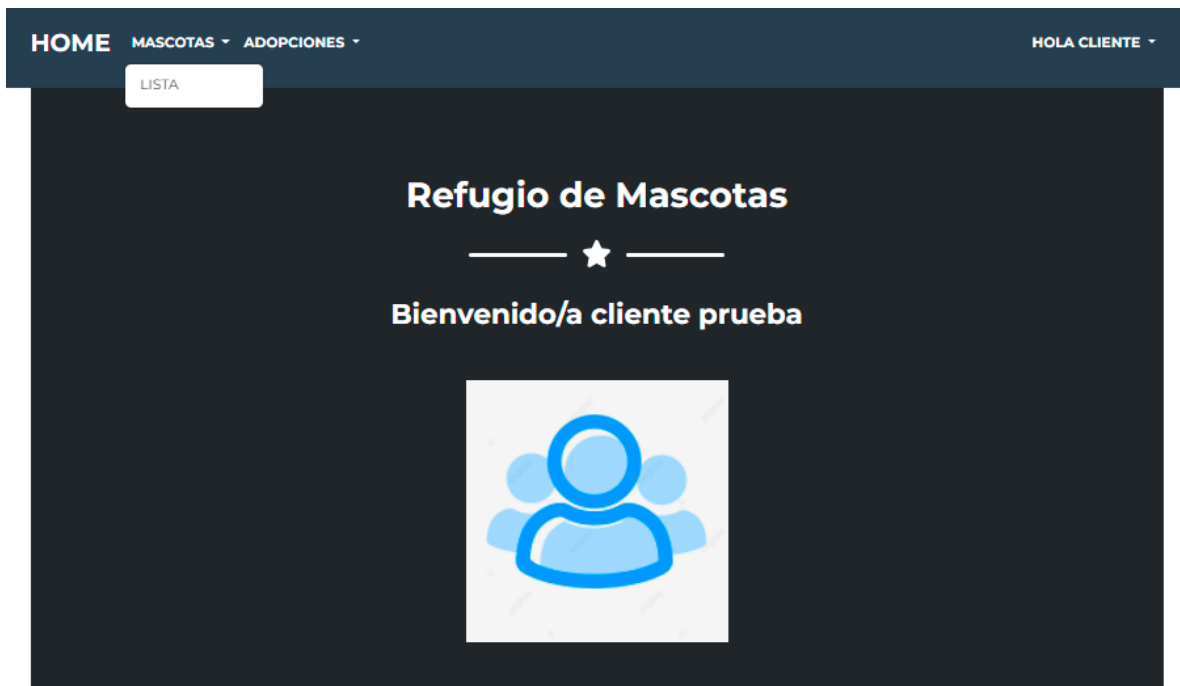 HOME MASCOTAS ADOPCIONES HOLA CLIENTE
LISTA
Refugio de Mascotas
Bienvenido/a cliente prueba